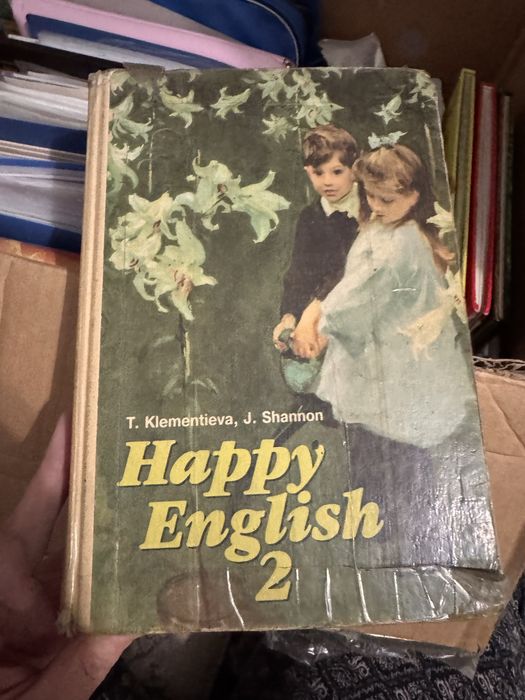 T. Klementieva, J. Shannon
Happy
English
2